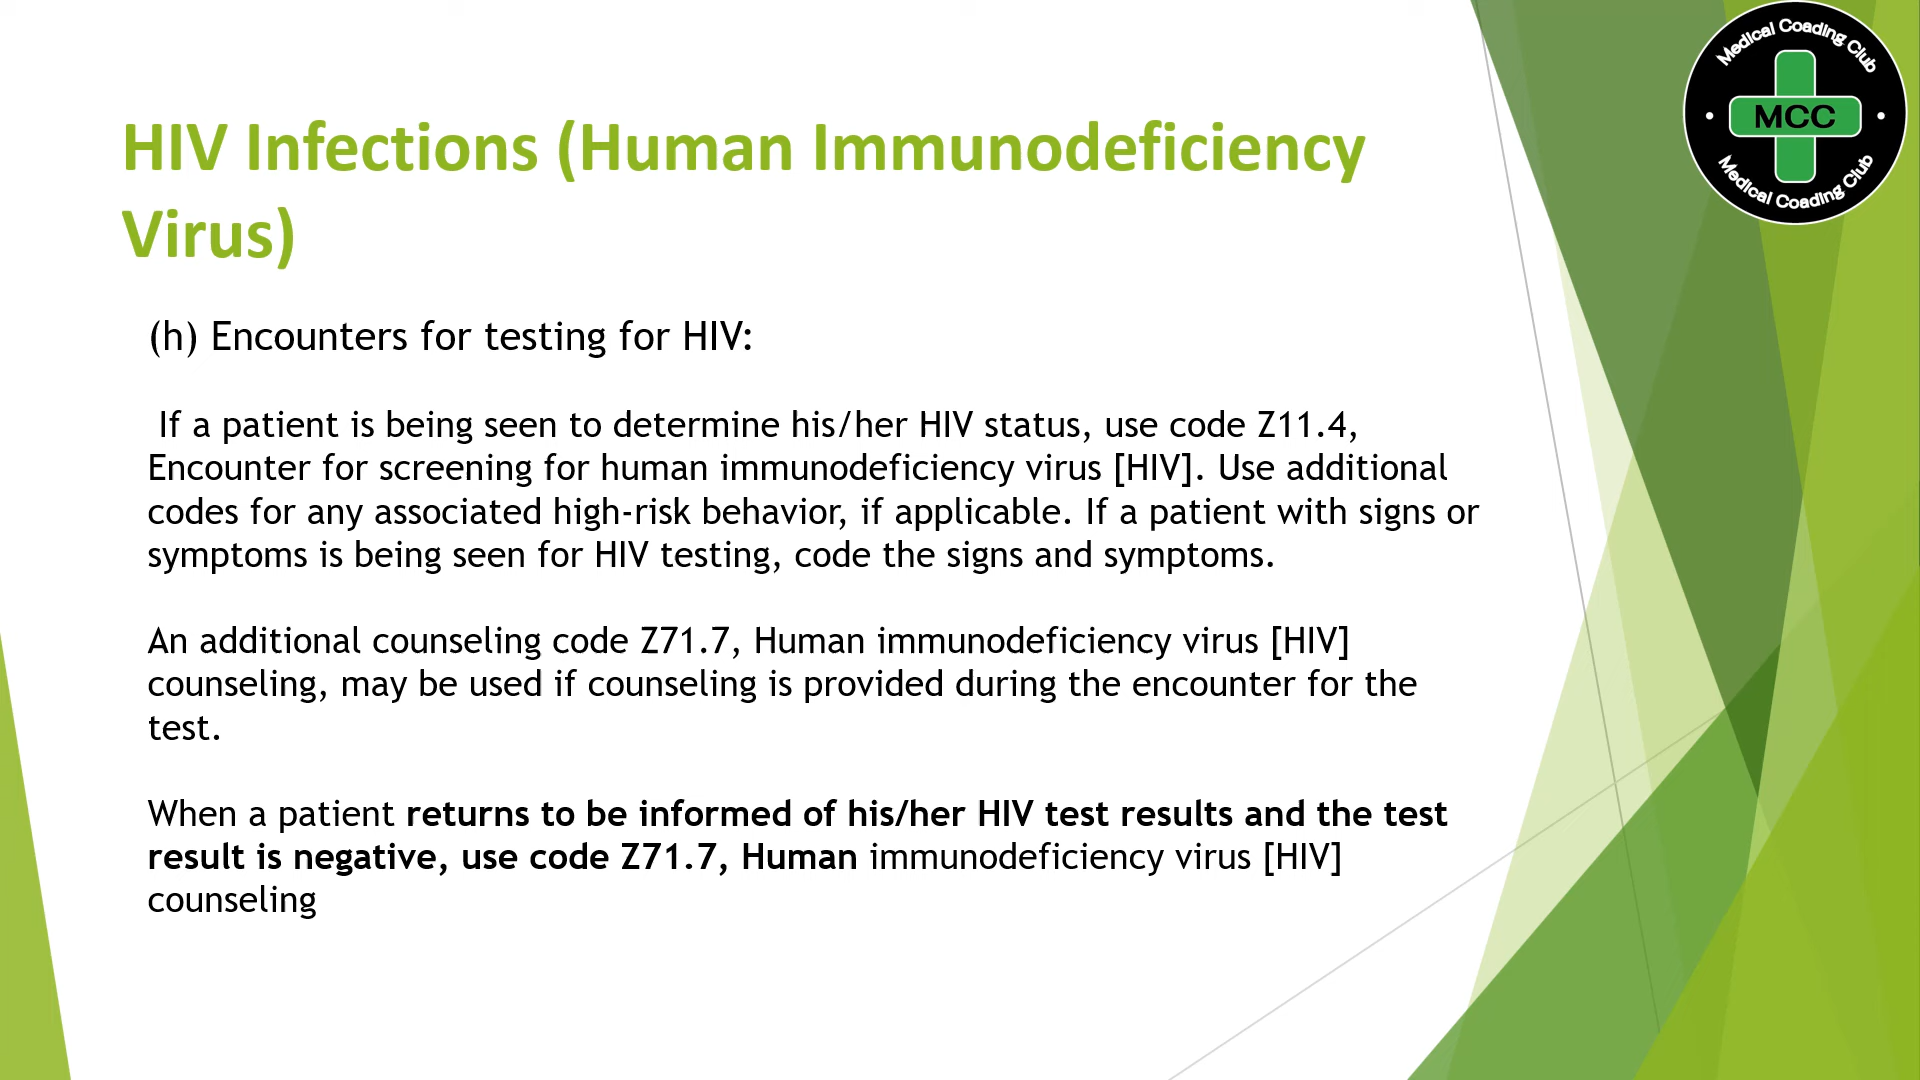 Medical Coading Club
MCC
Medical Coading Club
HIV Infections (Human Immunodeficiency
Virus)
(h) Encounters for testing for HIV:
If a patient is being seen to determine his/her HIV status, use code Z11.4,
Encounter for screening for human immunodeficiency virus [HIV]. Use additional
codes for any associated high-risk behavior, if applicable. If a patient with signs or
symptoms is being seen for HIV testing, code the signs and symptoms.
An additional counseling code Z71.7, Human immunodeficiency virus [HIV]
counseling, may be used if counseling is provided during the encounter for the
test.
When a patient returns to be informed of his/her HIV test results and the test
result is negative, use code Z71.7, Human immunodeficiency virus [HIV]
counseling